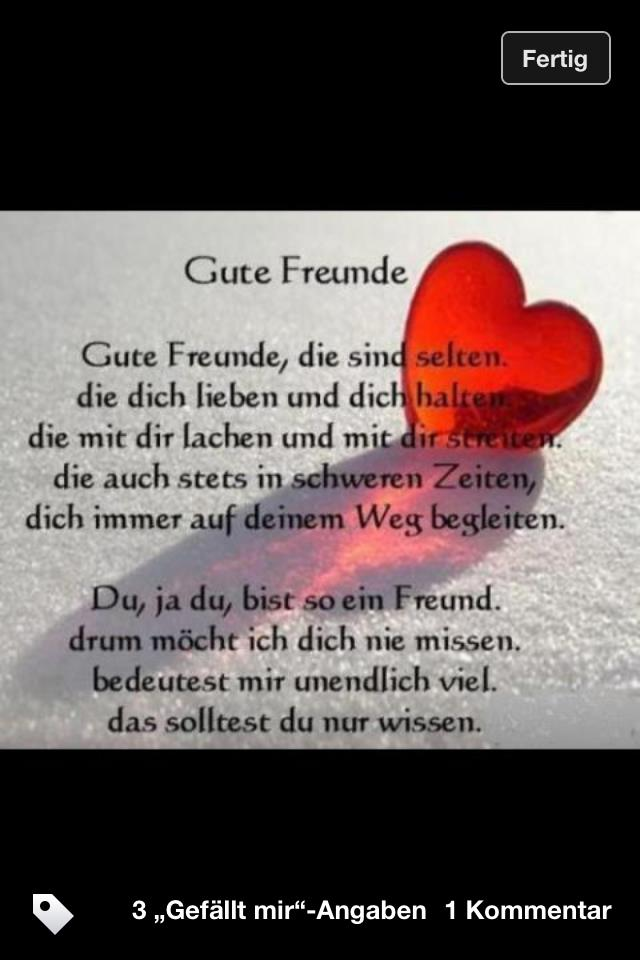 Fertig
Gute Freunde
Gute Freunde, die sind selten.
die dich lieben und dich halten.
die mit dir lachen und mit dir streiten.
die auch stets in schweren Zeiten,
dich immer auf deinem Weg begleiten.
Du, ja du, bist so ein Freund.
drum möcht ich dich nie missen.
bedeutest mir unendlich viel.
das solltest du nur wissen.
3 „Gefällt mir“-Angaben 1 Kommentar